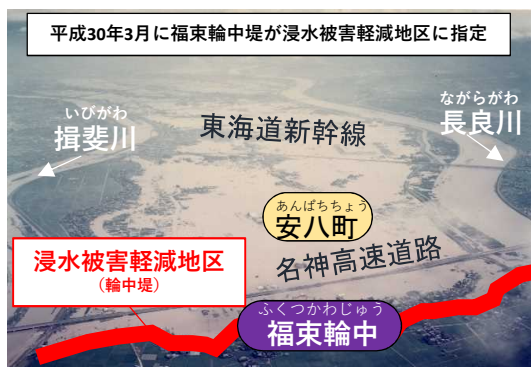 平成30年3月に福束輪中堤が浸水被害軽減地区に指定
いびがわ
揖斐川
東海道新幹線
ながらがわ
長良川
あんぱちちょう
安八町
名神高速道路
浸水被害軽減地区
(輪中堤)
ふくつかわじゅう
福束輪中